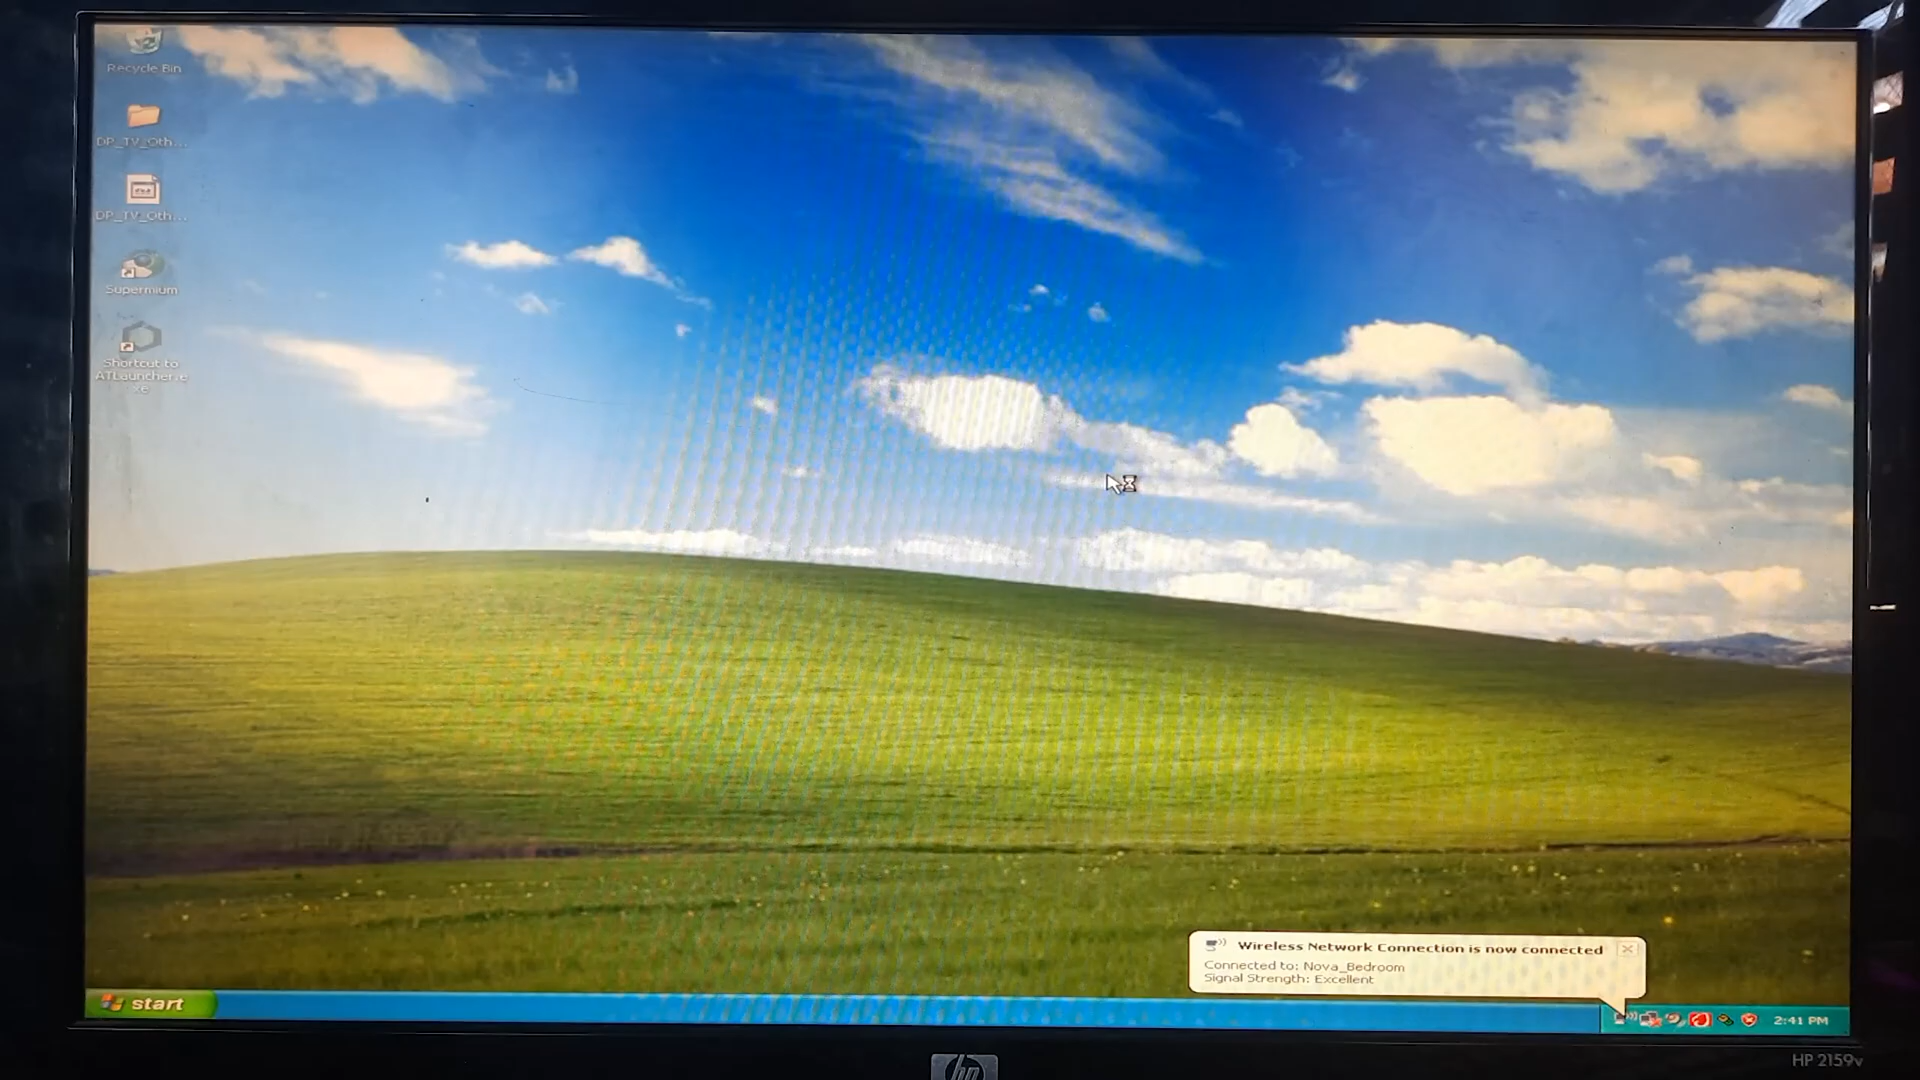 Recycle Bin
DP_TV_Oth...
DP_TV_Oth...
Supermium
Shortcut to
ATLauncher.e
xe
Wireless Network Connection is now connected
Connected to: Nova_Bedroom
Signal Strength: Excellent
start
2:41 PM
hp
HP 2159v